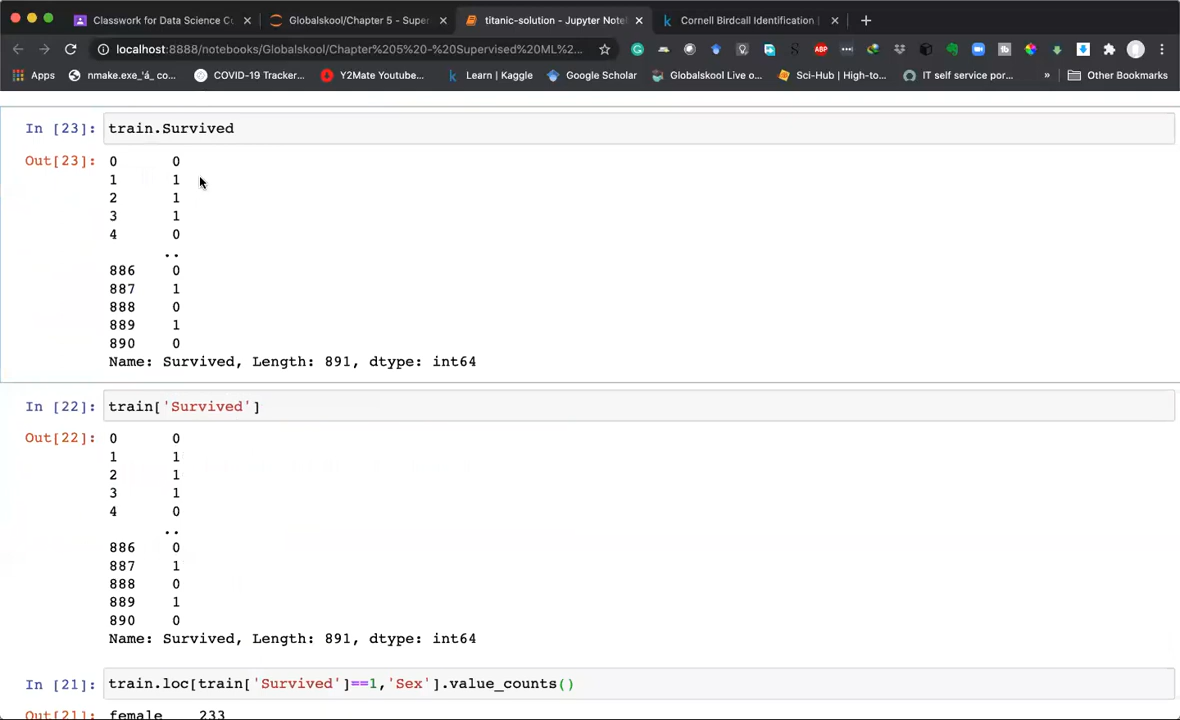 Classwork for Data Science Co
Globalskool/Chapter 5 - Super
titanic-solution - Jupyter Note
Cornell Birdcall Identification
localhost:8888/notebooks/Globalskool/Chapter%205%20-%20Supervised%20ML%2...
Apps
nmake.exe_'á_ co...
COVID-19 Tracker...
Y2Mate Youtube...
Learn | Kaggle
Google Scholar
Globalskool Live o...
Sci-Hub | High-to...
IT self service por...
»
Other Bookmarks
In [23]: train.Survived
Out[23]: 0 0
1 1
2 1
3 1
4 0
..
886 0
887 1
888 0
889 1
890 0
Name: Survived, Length: 891, dtype: int64
In [22]: train['Survived']
Out[22]: 0 0
1 1
2 1
3 1
4 0
..
886 0
887 1
888 0
889 1
890 0
Name: Survived, Length: 891, dtype: int64
In [21]: train.loc[train['Survived']==1,'Sex'].value_counts()
Out[21]: female 233